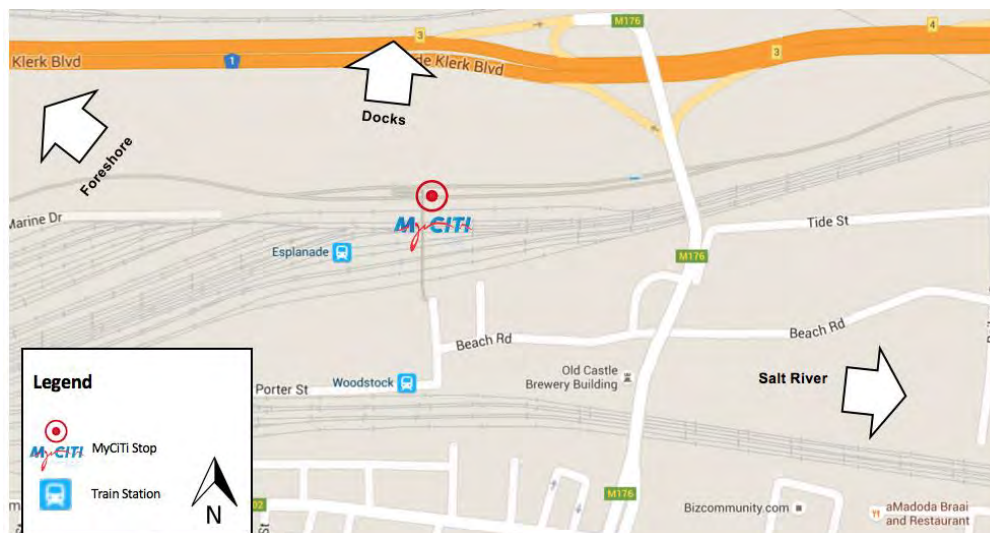 M176
3
4
Klerk Blvd
1
de Klerk Blvd
3
Docks
Foreshore
Marine Dr
MyCiTi
Tide St
Esplanade
M176
Beach Rd
Beach Rd
Old Castle
Brewery Building
Salt River
Woodstock
Porter St
Legend
MyCiTi
MyCiTi Stop
Train Station
N
02
M176
Bizcommunity.com
aMadoda Braai
and Restaurant